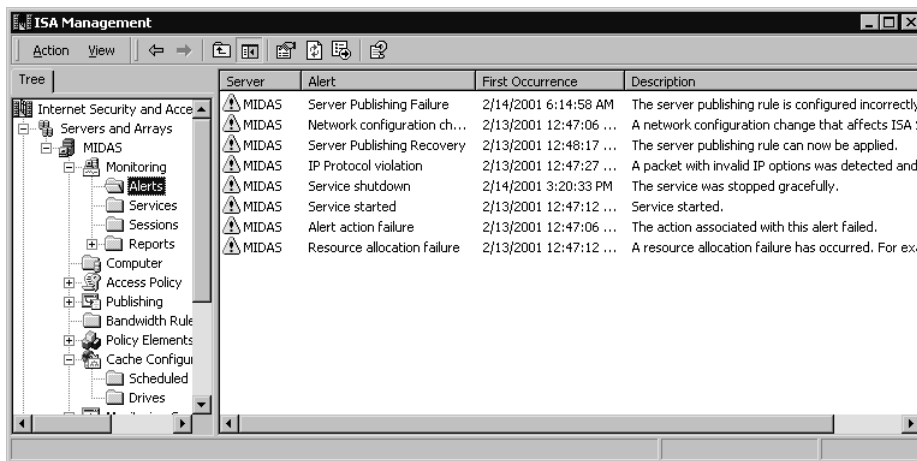 ISA Management
Action View
Tree
Internet Security and Acce
Servers and Arrays
MIDAS
Monitoring
Alerts
Services
Sessions
Reports
Computer
Access Policy
Publishing
Bandwidth Rule
Policy Elements
Cache Configur
Scheduled
Drives
Server Alert First Occurrence Description
MIDAS Server Publishing Failure 2/14/2001 6:14:58 AM The server publishing rule is configured incorrectly
MIDAS Network configuration ch... 2/13/2001 12:47:06 ... A network configuration change that affects ISA
MIDAS Server Publishing Recovery 2/13/2001 12:48:17 ... The server publishing rule can now be applied.
MIDAS IP Protocol violation 2/13/2001 12:47:27 ... A packet with invalid IP options was detected and
MIDAS Service shutdown 2/14/2001 3:20:33 PM The service was stopped gracefully.
MIDAS Service started 2/13/2001 12:47:12 ... Service started.
MIDAS Alert action failure 2/13/2001 12:47:06 ... The action associated with this alert failed.
MIDAS Resource allocation failure 2/13/2001 12:47:12 ... A resource allocation failure has occurred. For ex